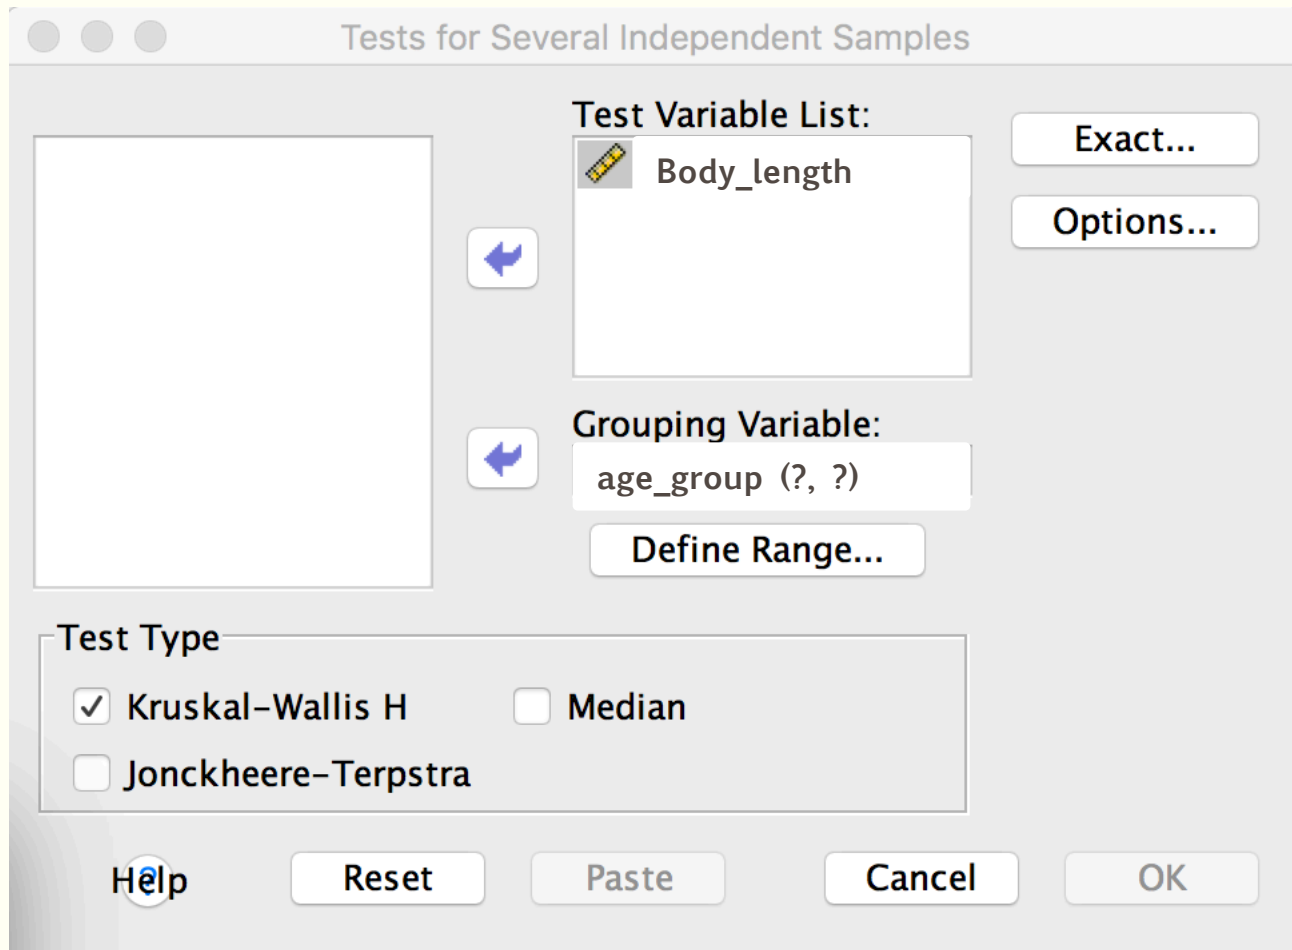 Tests for Several Independent Samples
Test Variable List:
Body_length
Exact...
Options...
Grouping Variable:
age_group (?, ?)
Define Range...
Test Type
Kruskal-Wallis H
Median
Jonckheere-Terpstra
Help
Reset
Paste
Cancel
OK